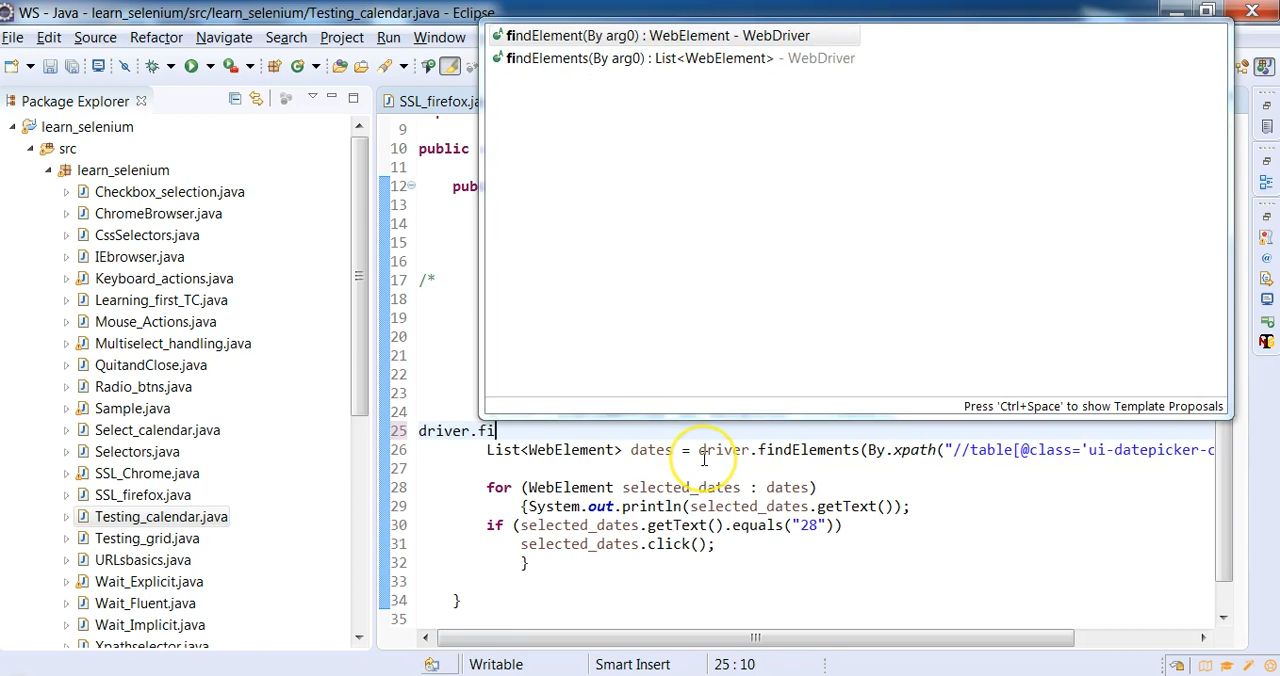 WS - Java - learn_selenium/src/learn_selenium/Testing_calendar.java - Eclipse
File Edit Source Refactor Navigate Search Project Run Window
findElement(By arg0) : WebElement - WebDriver
findElements(By arg0) : List<WebElement> - WebDriver
Press 'Ctrl+Space' to show Template Proposals
Package Explorer
learn_selenium
src
learn_selenium
Checkbox_selection.java
ChromeBrowser.java
CssSelectors.java
IEbrowser.java
Keyboard_actions.java
Learning_first_TC.java
Mouse_Actions.java
Multiselect_handling.java
QuitandClose.java
Radio_btns.java
Sample.java
Select_calendar.java
Selectors.java
SSL_Chrome.java
SSL_firefox.java
Testing_calendar.java
Testing_grid.java
URLsbasics.java
Wait_Explicit.java
Wait_Fluent.java
Wait_Implicit.java
Xpathselector.java
SSL_firefox.ja
9
10 public
11
12 pub
13
14
15
16
17 /*
18
19
20
21
22
23
24
25 driver.fi
26 List<WebElement> dates = driver.findElements(By.xpath("//table[@class='ui-datepicker-c
27
28 for (WebElement selected_dates : dates)
29 {System.out.println(selected_dates.getText());
30 if (selected_dates.getText().equals("28"))
31 selected_dates.click();
32 }
33
34 }
35
Writable Smart Insert 25 : 10